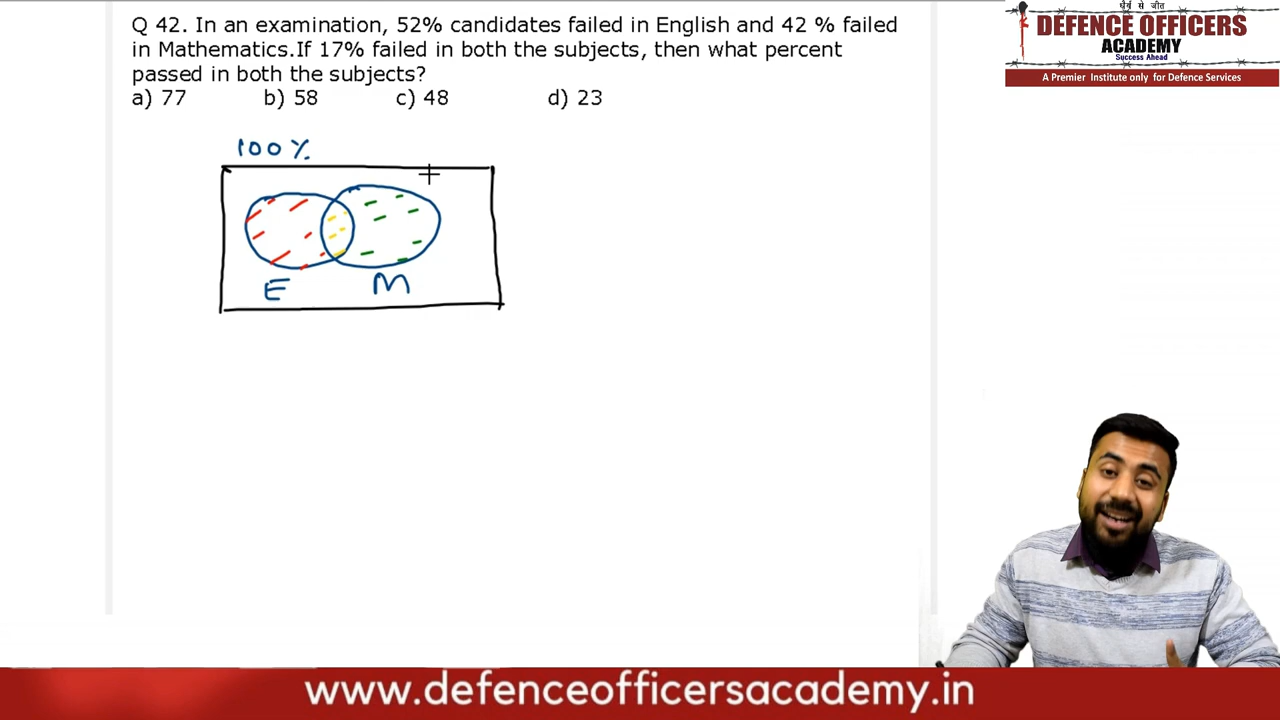 Q 42. In an examination, 52% candidates failed in English and 42 % failed
in Mathematics.If 17% failed in both the subjects, then what percent
passed in both the subjects?
a) 77 b) 58 c) 48 d) 23
100%
E M
धैर्य से जीत
DEFENCE OFFICERS
ACADEMY
Success Ahead
A Premier Institute only for Defence Services
www.defenceofficersacademy.in